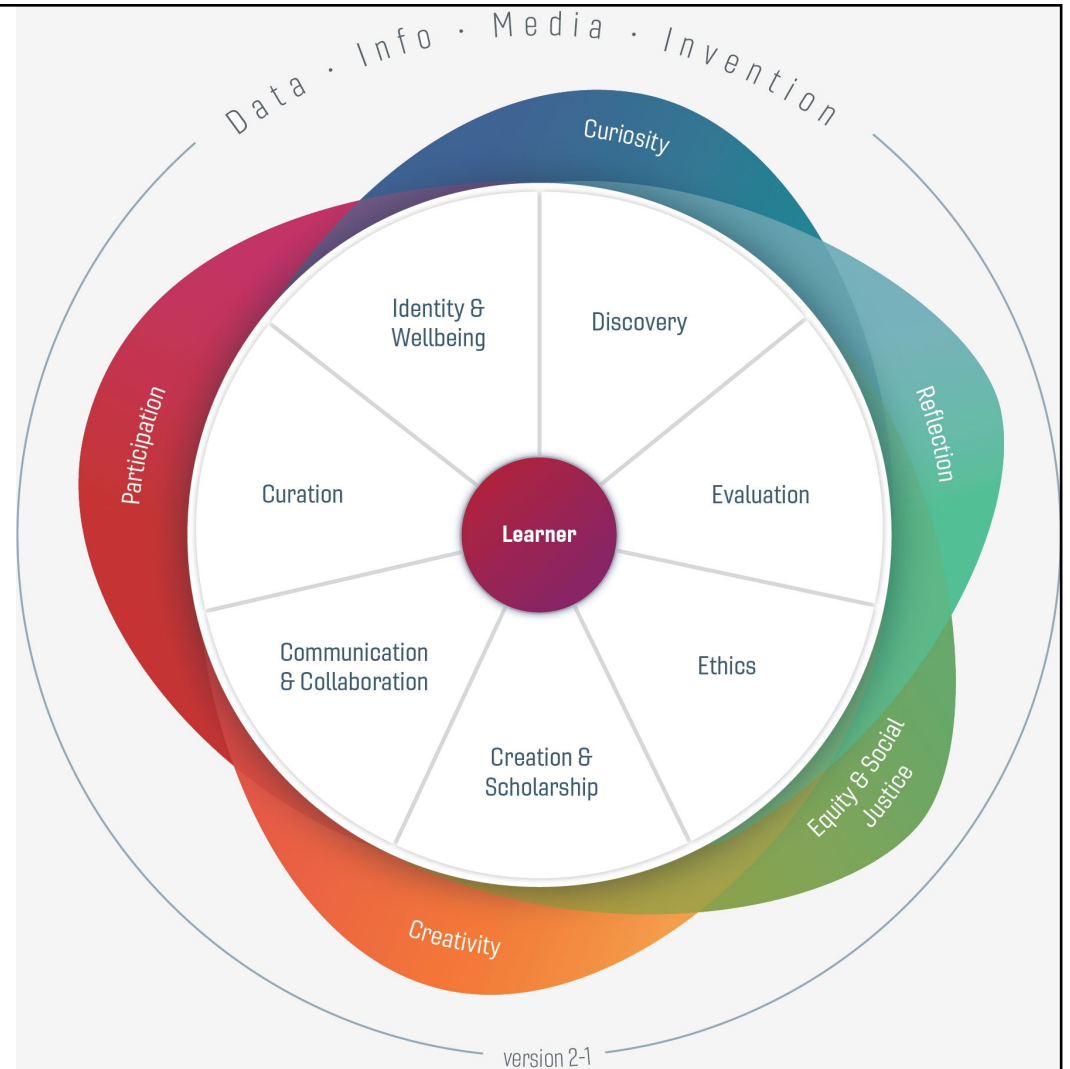 Data · Info · Media · Invention
Curiosity
Reflection
Equity & Social
Justice
Creativity
Participation
Identity &
Wellbeing
Discovery
Evaluation
Ethics
Creation &
Scholarship
Communication
& Collaboration
Curation
Learner
version 2-1